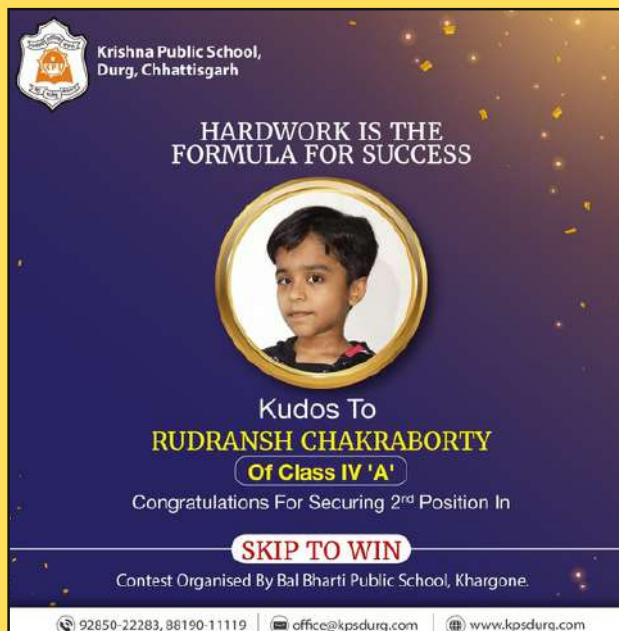 Krishna Public School,
Durg, Chhattisgarh
HARDWORK IS THE
FORMULA FOR SUCCESS
Kudos To
RUDRANSH CHAKRABORTY
Of Class IV 'A'
Congratulations For Securing 2nd Position In
SKIP TO WIN
Contest Organised By Bal Bharti Public School, Khargone.
92850-22283, 88190-11119 office@kpsdurg.com www.kpsdurg.com